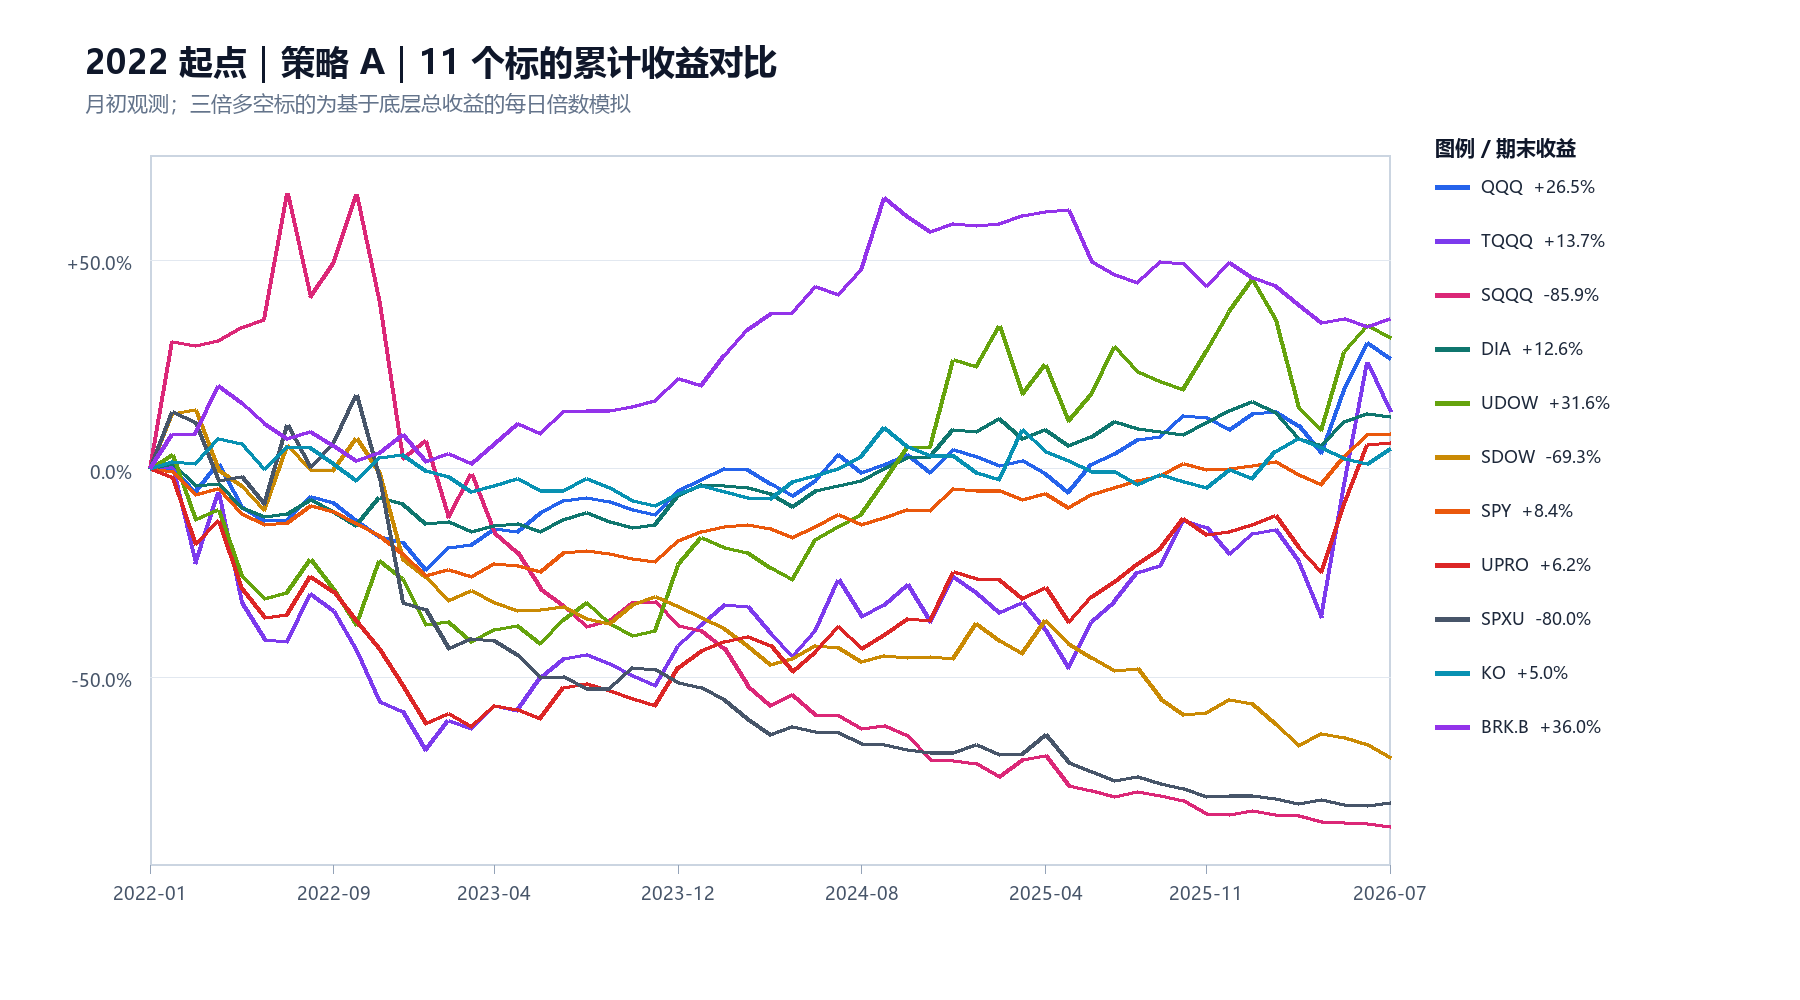 2022 起点｜策略 A｜11 个标的累计收益对比
月初观测；三倍多空标的为基于底层总收益的每日倍数模拟
图例 / 期末收益
QQQ +26.5%
TQQQ +13.7%
SQQQ -85.9%
DIA +12.6%
UDOW +31.6%
SDOW -69.3%
SPY +8.4%
UPRO +6.2%
SPXU -80.0%
KO +5.0%
BRK.B +36.0%
+50.0%
0.0%
-50.0%
2022-01 2022-09 2023-04 2023-12 2024-08 2025-04 2025-11 2026-07